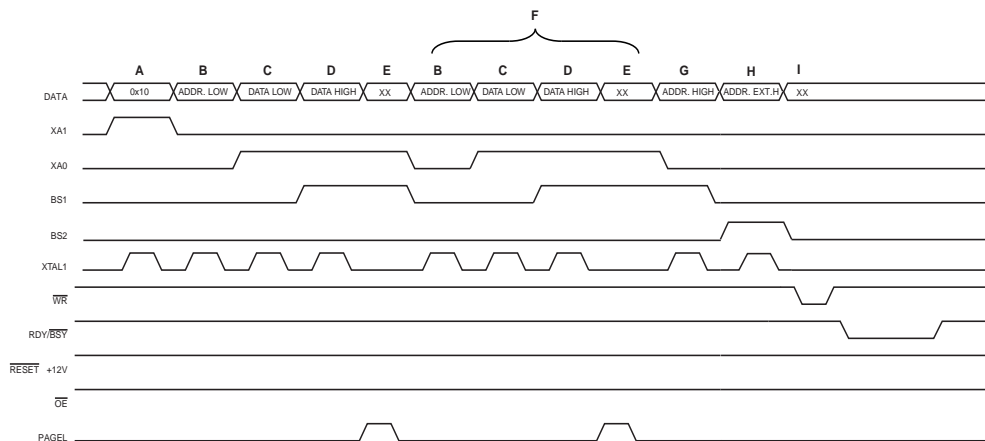 F
A B C D E B C D E G H I
DATA 0x10 ADDR. LOW DATA LOW DATA HIGH XX ADDR. LOW DATA LOW DATA HIGH XX ADDR. HIGH ADDR. EXT.H XX
XA1
XA0
BS1
BS2
XTAL1
WR
RDY/BSY
RESET +12V
OE
PAGEL